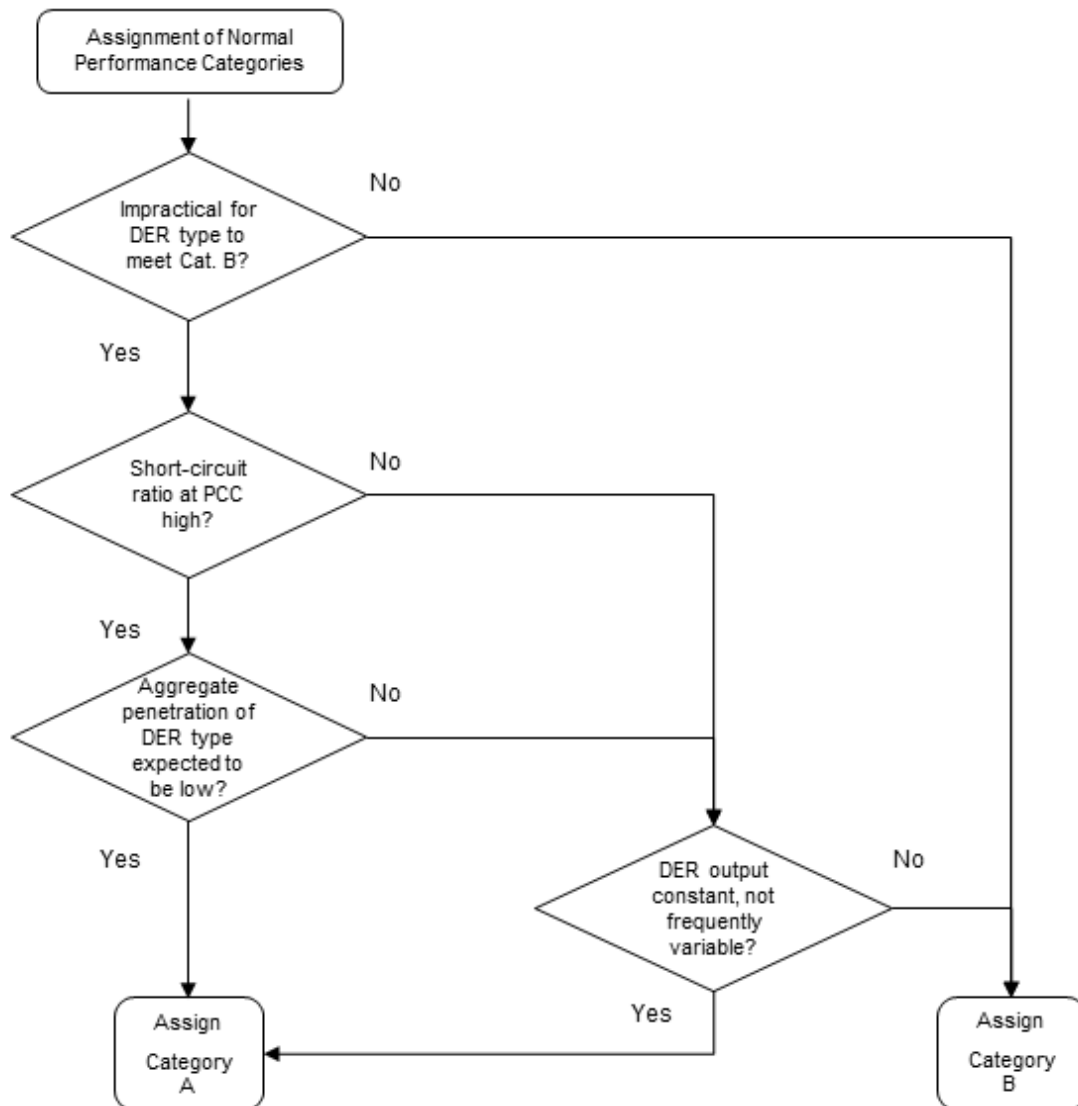 Assignment of Normal
Performance Categories
No
Impractical for
DER type to
meet Cat. B?
Yes
No
Short-circuit
ratio at PCC
high?
Yes
No
Aggregate
penetration of
DER type
expected to
be low?
Yes
No
DER output
constant, not
frequently
variable?
Yes
Assign
Category
A
Assign
Category
B